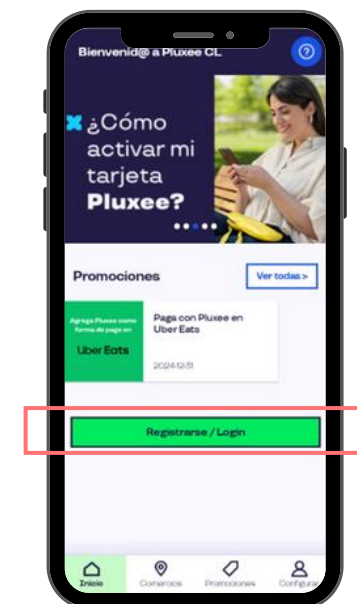 Bienvenid@ a Pluxee CL
¿Cómo
activar mi
tarjeta
Pluxee?
Promociones
Ver todas >
Agrega Pluxee como
forma de pago en
Uber Eats
Paga con Pluxee en
Uber Eats
2024-12-31
Registrarse / Login
Inicio
Comercios
Promociones
Configurar